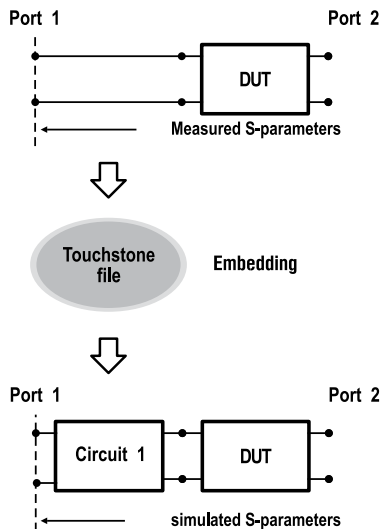 Port 1 Port 2
DUT
Measured S-parameters
Touchstone
file
Embedding
Port 1 Port 2
Circuit 1 DUT
simulated S-parameters